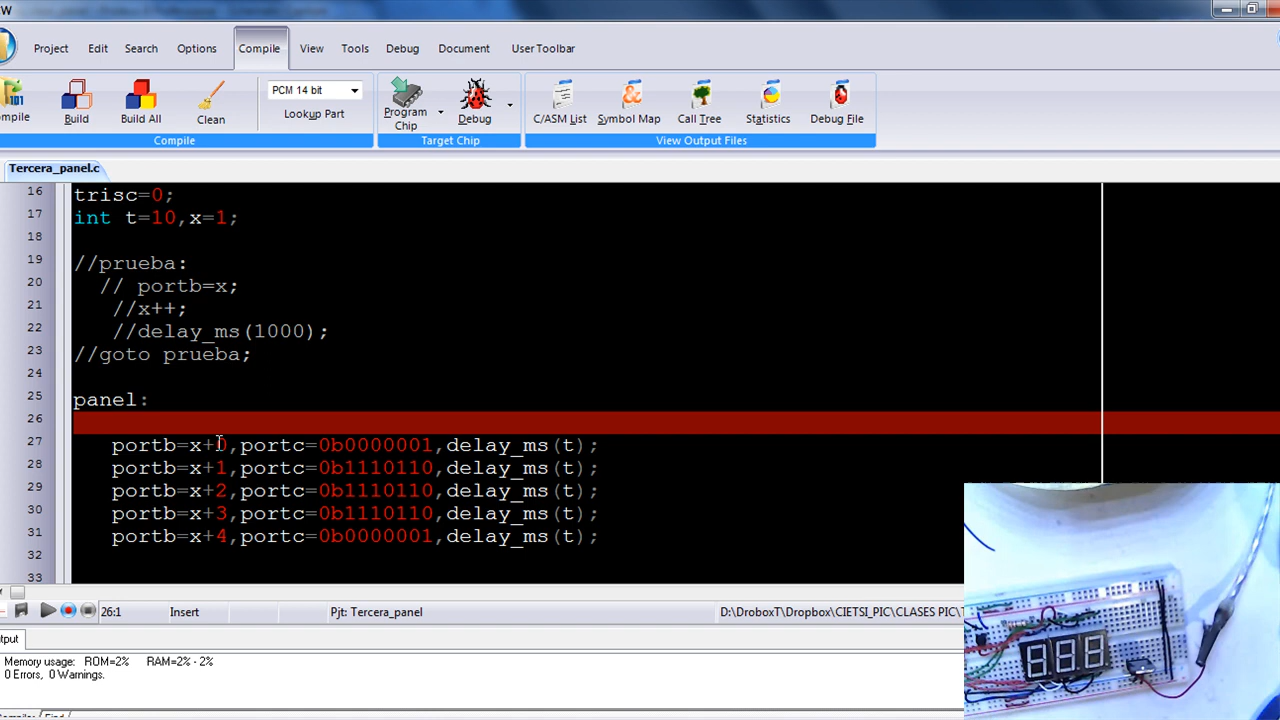 W
Project Edit Search Options Compile View Tools Debug Document User Toolbar
101
mpile Build Build All Clean PCM 14 bit Lookup Part Program Chip Debug C/ASM List Symbol Map Call Tree Statistics Debug File
Compile Target Chip View Output Files
Tercera_panel.c
16 trisc=0;
17 int t=10,x=1;
18
19 //prueba:
20 // portb=x;
21 //x++;
22 //delay_ms(1000);
23 //goto prueba;
24
25 panel:
26
27 portb=x+0,portc=0b0000001,delay_ms(t);
28 portb=x+1,portc=0b1110110,delay_ms(t);
29 portb=x+2,portc=0b1110110,delay_ms(t);
30 portb=x+3,portc=0b1110110,delay_ms(t);
31 portb=x+4,portc=0b0000001,delay_ms(t);
32
33
26:1 Insert Pjt: Tercera_panel D:\DroboxT\Dropbox\CIETSI_PIC\CLASES PIC\T
utput
Memory usage: ROM=2% RAM=2% - 2%
0 Errors, 0 Warnings.